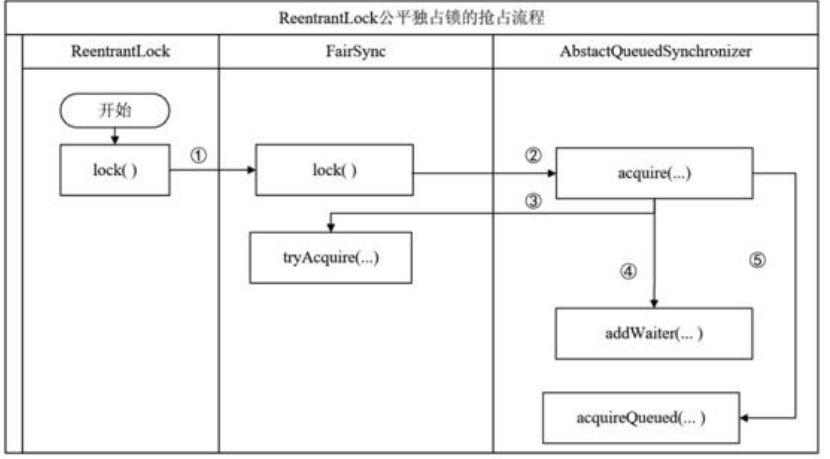 ReentrantLock公平独占锁的抢占流程
ReentrantLock
FairSync
AbstactQueuedSynchronizer
开始
lock( )
①
lock( )
②
acquire(...)
③
tryAcquire(...)
④
⑤
addWaiter(... )
acquireQueued(... )